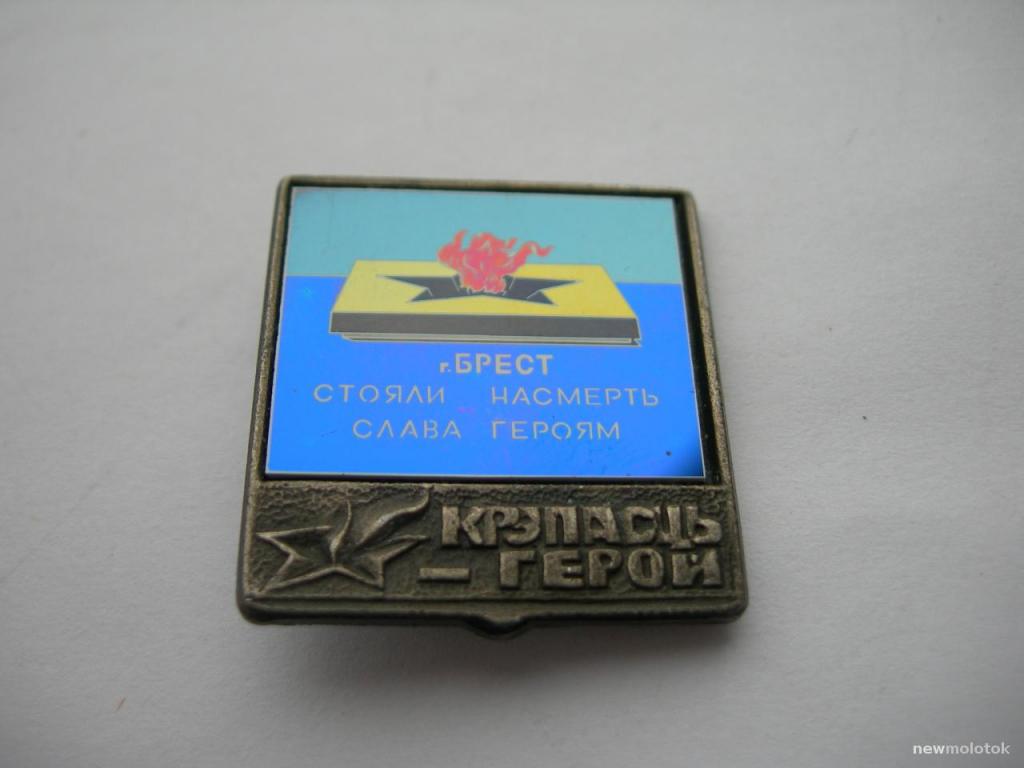 г.БРЕСТ
СТОЯЛИ НАСМЕРТЬ
СЛАВА ГЕРОЯМ
КРЭПАСЦЬ
– ГЕРОЙ
newmolotok